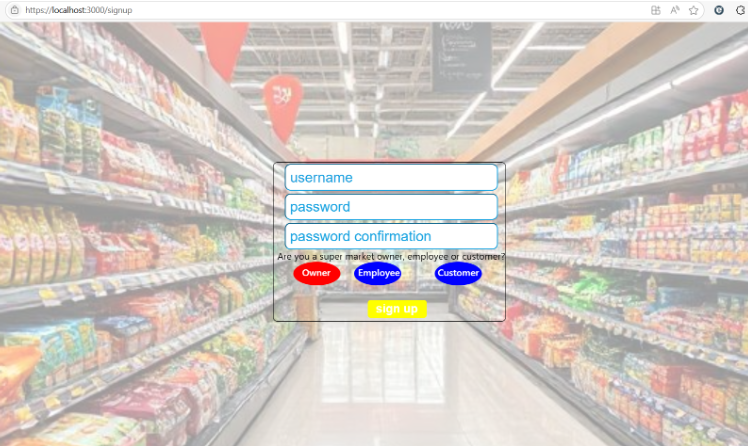 https://localhost:3000/signup
username
password
password confirmation
Are you a super market owner, employee or customer?
Owner Employee Customer
sign up